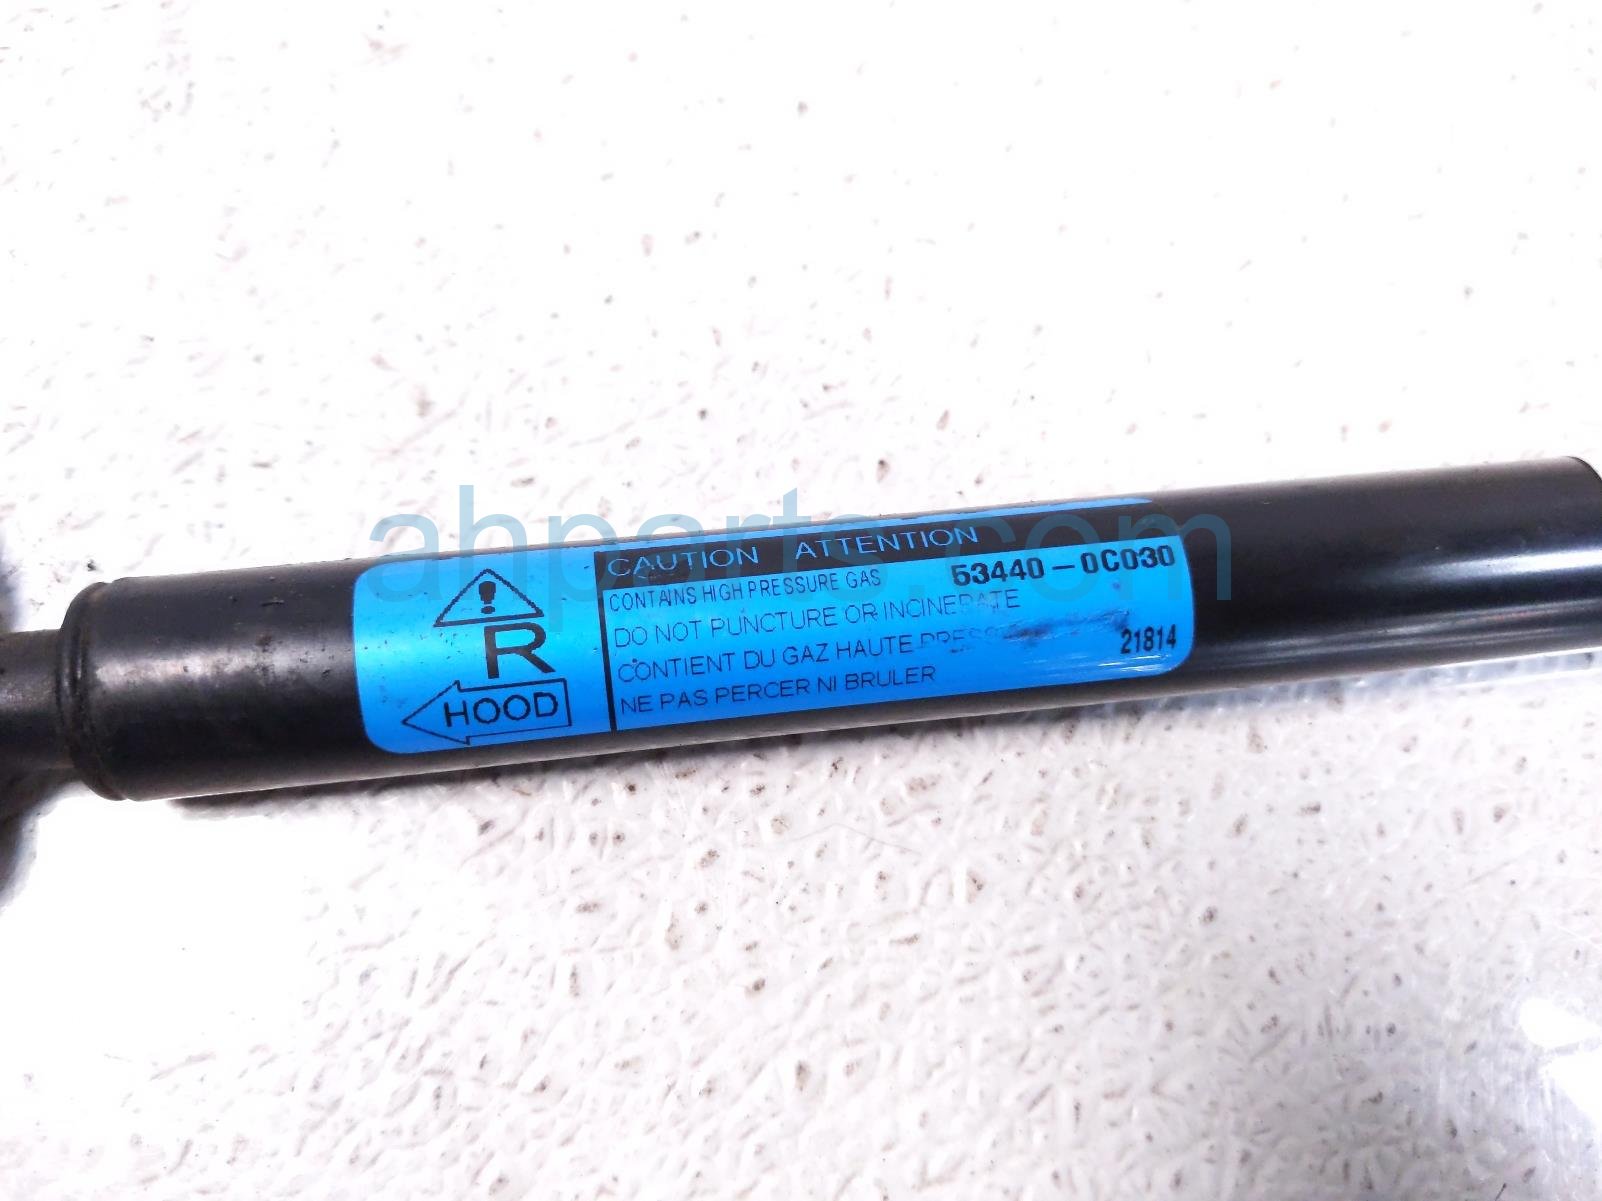 CAUTION ATTENTION
CONTAINS HIGH PRESSURE GAS 53440-0C030
DO NOT PUNCTURE OR INCINERATE
CONTIENT DU GAZ HAUTE PRESS
21814
NE PAS PERCER NI BRULER
R
HOOD
ahparts.com